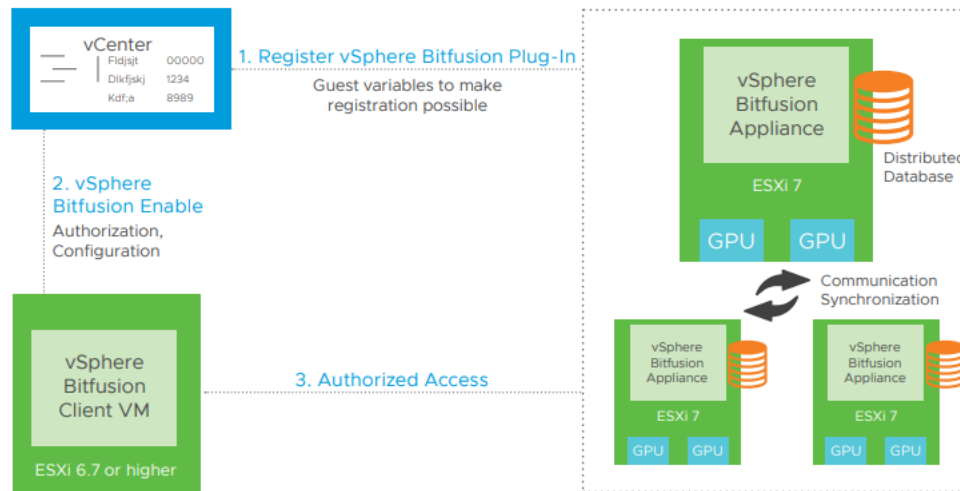 vCenter
Fldjsjt 00000
Dlkfjskj 1234
Kdf;a 8989
1. Register vSphere Bitfusion Plug-In
Guest variables to make
registration possible
vSphere
Bitfusion
Appliance
Distributed
Database
ESXi 7
GPU GPU
2. vSphere
Bitfusion Enable
Authorization,
Configuration
Communication
Synchronization
vSphere
Bitfusion
Client VM
ESXi 6.7 or higher
3. Authorized Access
vSphere
Bitfusion
Appliance
ESXi 7
GPU GPU
vSphere
Bitfusion
Appliance
ESXi 7
GPU GPU